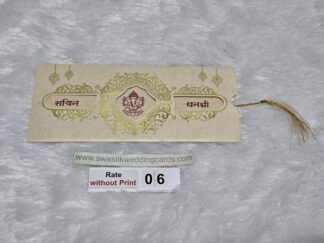 सचिन
धनश्री
www.swastikweddingcards.com
Rate
without Print
06